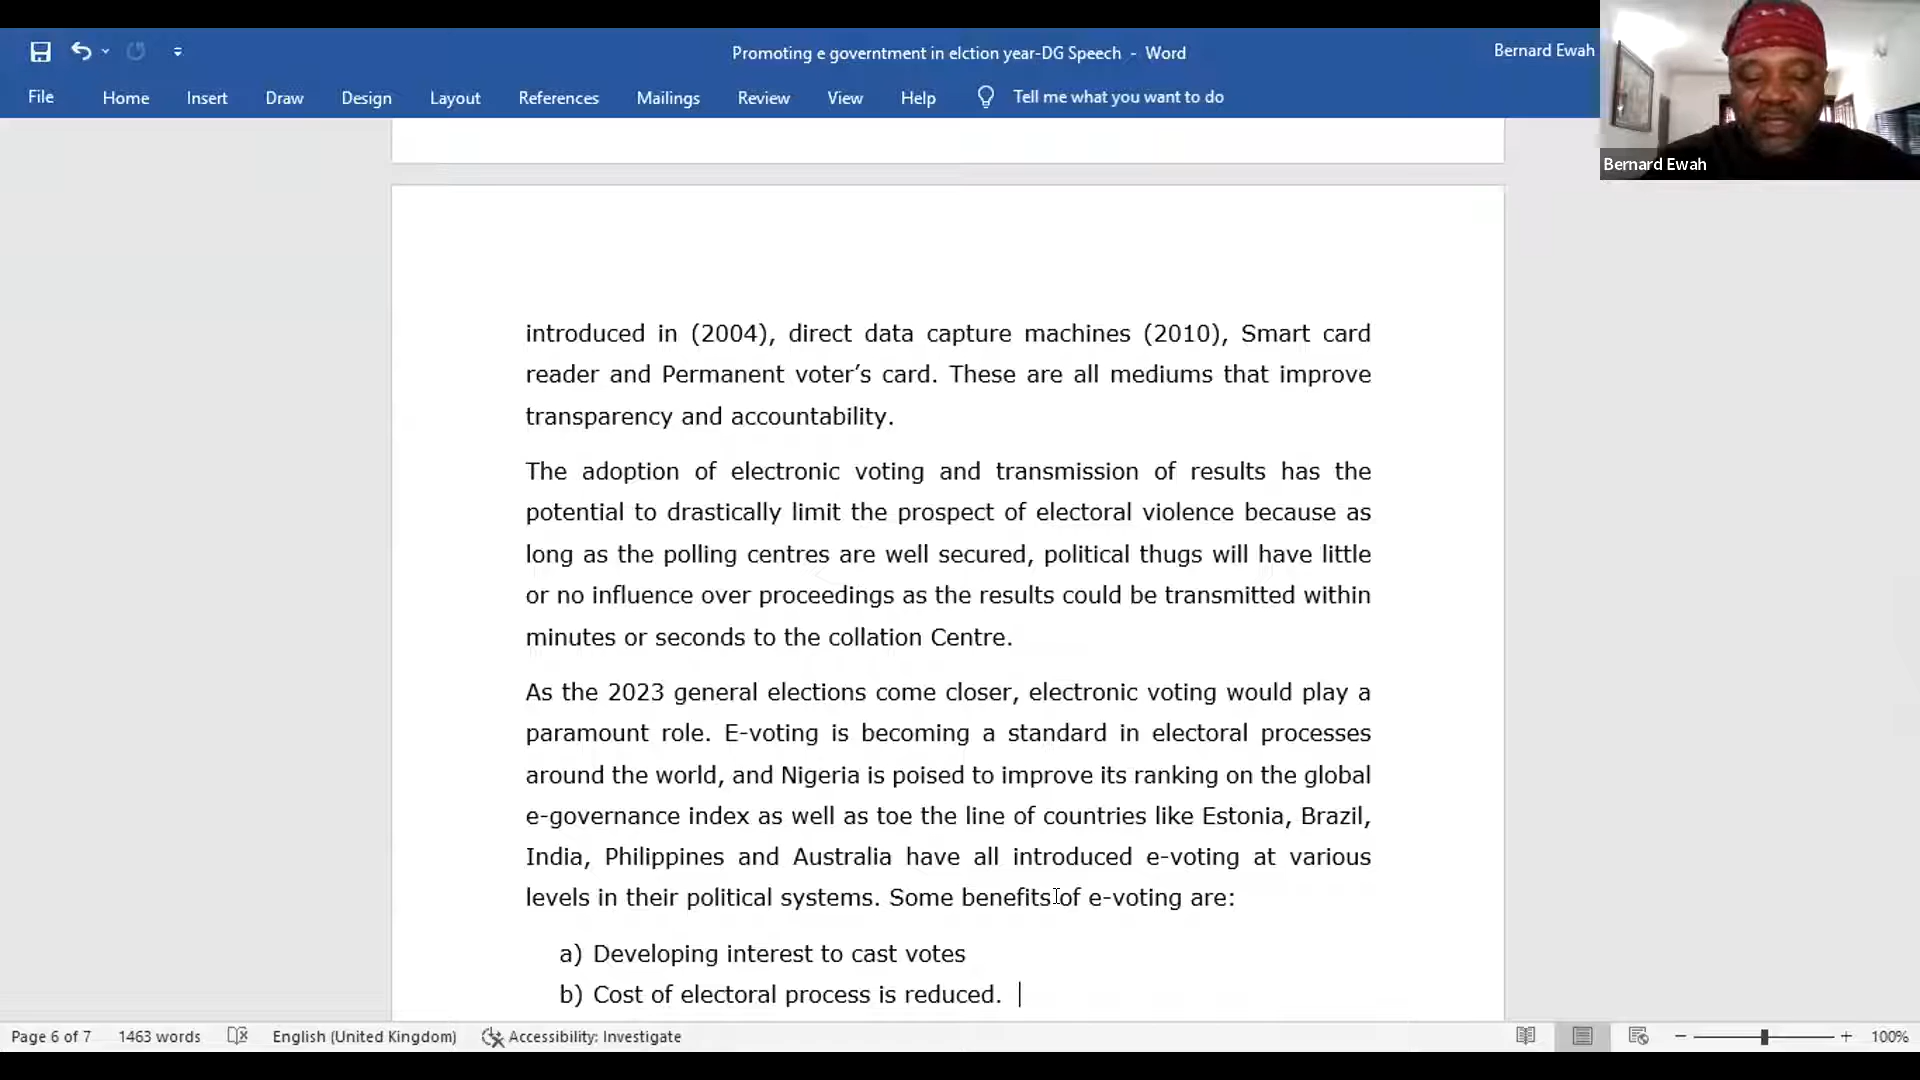 Promoting e governtment in elction year-DG Speech - Word
Bernard Ewah
File Home Insert Draw Design Layout References Mailings Review View Help Tell me what you want to do
Bernard Ewah
introduced in (2004), direct data capture machines (2010), Smart card
reader and Permanent voter’s card. These are all mediums that improve
transparency and accountability.
The adoption of electronic voting and transmission of results has the
potential to drastically limit the prospect of electoral violence because as
long as the polling centres are well secured, political thugs will have little
or no influence over proceedings as the results could be transmitted within
minutes or seconds to the collation Centre.
As the 2023 general elections come closer, electronic voting would play a
paramount role. E-voting is becoming a standard in electoral processes
around the world, and Nigeria is poised to improve its ranking on the global
e-governance index as well as toe the line of countries like Estonia, Brazil,
India, Philippines and Australia have all introduced e-voting at various
levels in their political systems. Some benefits of e-voting are:
a) Developing interest to cast votes
b) Cost of electoral process is reduced.
Page 6 of 7 1463 words English (United Kingdom) Accessibility: Investigate 100%